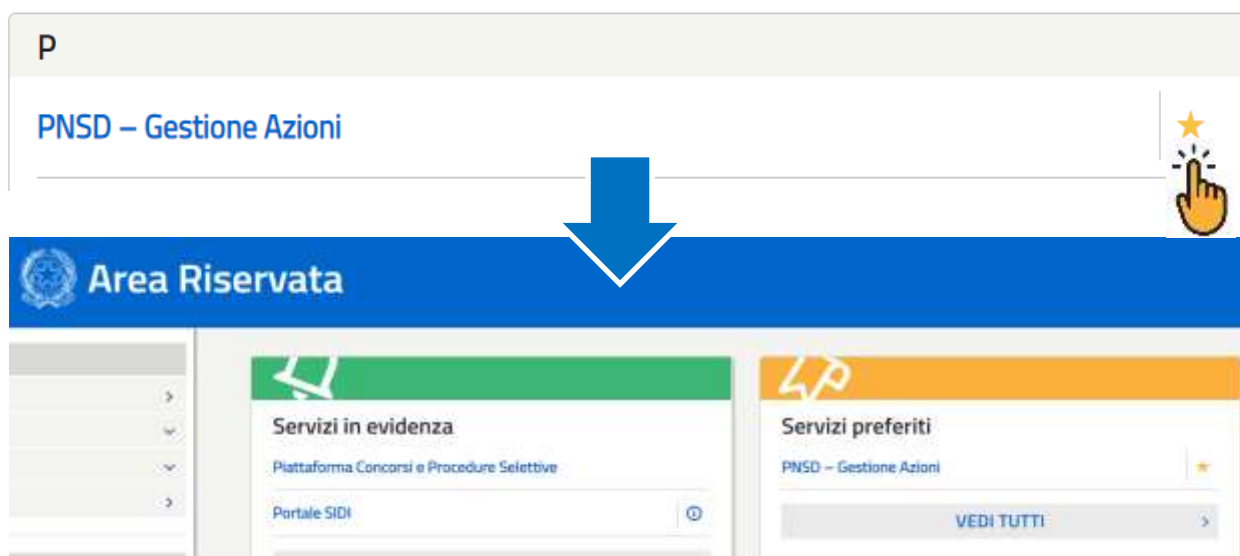 P
PNSD – Gestione Azioni
Area Riservata
Servizi in evidenza
Piattaforma Concorsi e Procedure Selettive
Portale SIDI
Servizi preferiti
PNSD – Gestione Azioni
VEDI TUTTI